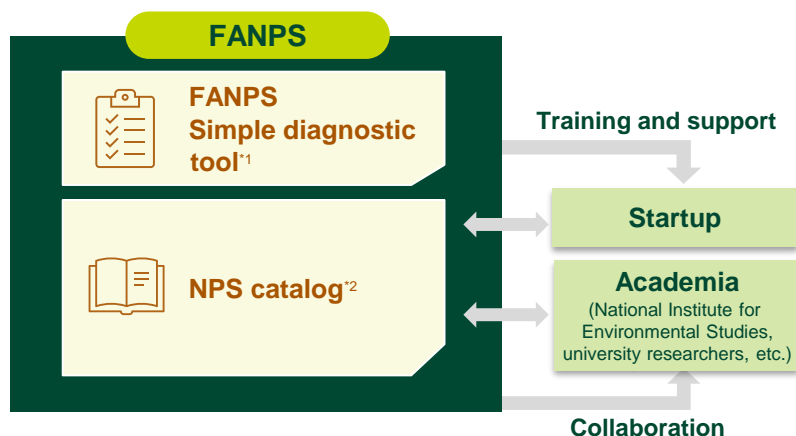 FANPS
FANPS
Simple diagnostic
tool*1
Training and support
Startup
NPS catalog*2
Academia
(National Institute for
Environmental Studies,
university researchers, etc.)
Collaboration